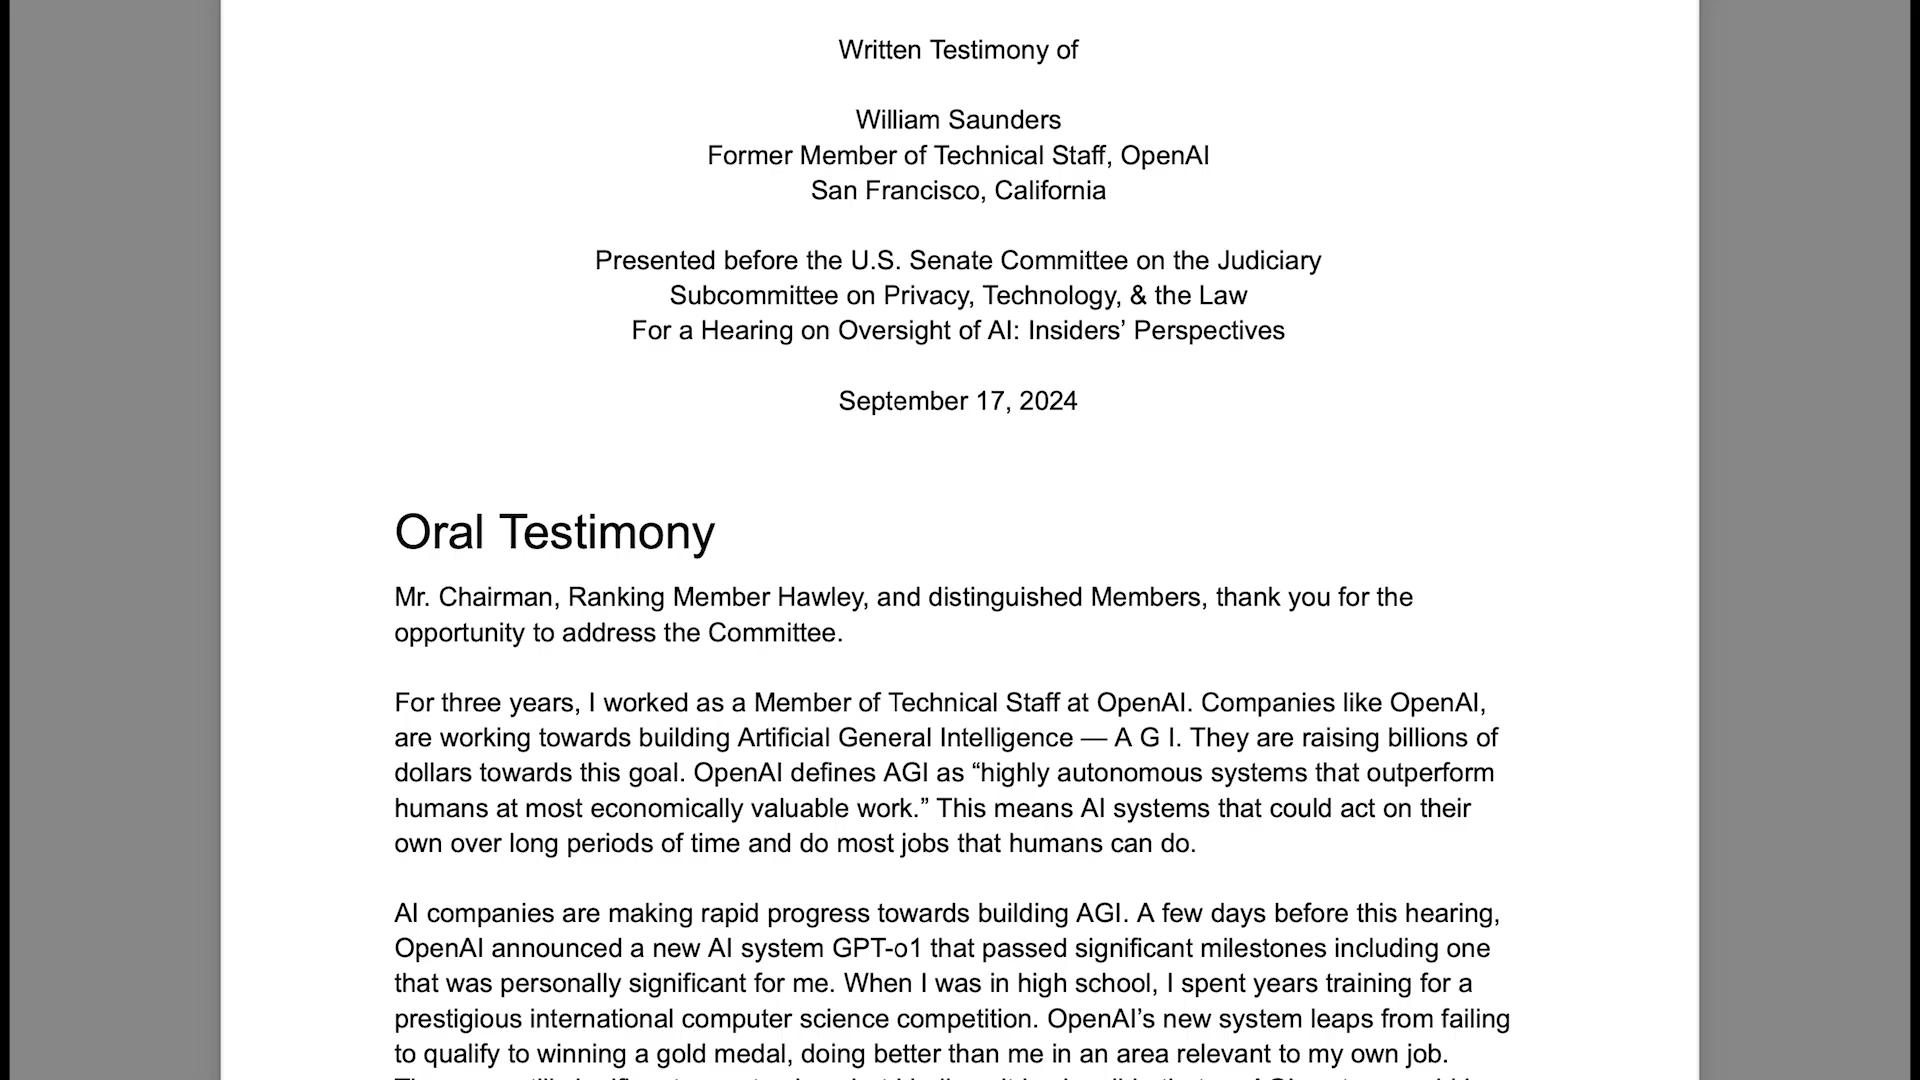 Written Testimony of
William Saunders
Former Member of Technical Staff, OpenAI
San Francisco, California
Presented before the U.S. Senate Committee on the Judiciary
Subcommittee on Privacy, Technology, & the Law
For a Hearing on Oversight of AI: Insiders’ Perspectives
September 17, 2024
Oral Testimony
Mr. Chairman, Ranking Member Hawley, and distinguished Members, thank you for the
opportunity to address the Committee.
For three years, I worked as a Member of Technical Staff at OpenAI. Companies like OpenAI,
are working towards building Artificial General Intelligence — A G I. They are raising billions of
dollars towards this goal. OpenAI defines AGI as “highly autonomous systems that outperform
humans at most economically valuable work.” This means AI systems that could act on their
own over long periods of time and do most jobs that humans can do.
AI companies are making rapid progress towards building AGI. A few days before this hearing,
OpenAI announced a new AI system GPT-o1 that passed significant milestones including one
that was personally significant for me. When I was in high school, I spent years training for a
prestigious international computer science competition. OpenAI’s new system leaps from failing
to qualify to winning a gold medal, doing better than me in an area relevant to my own job.